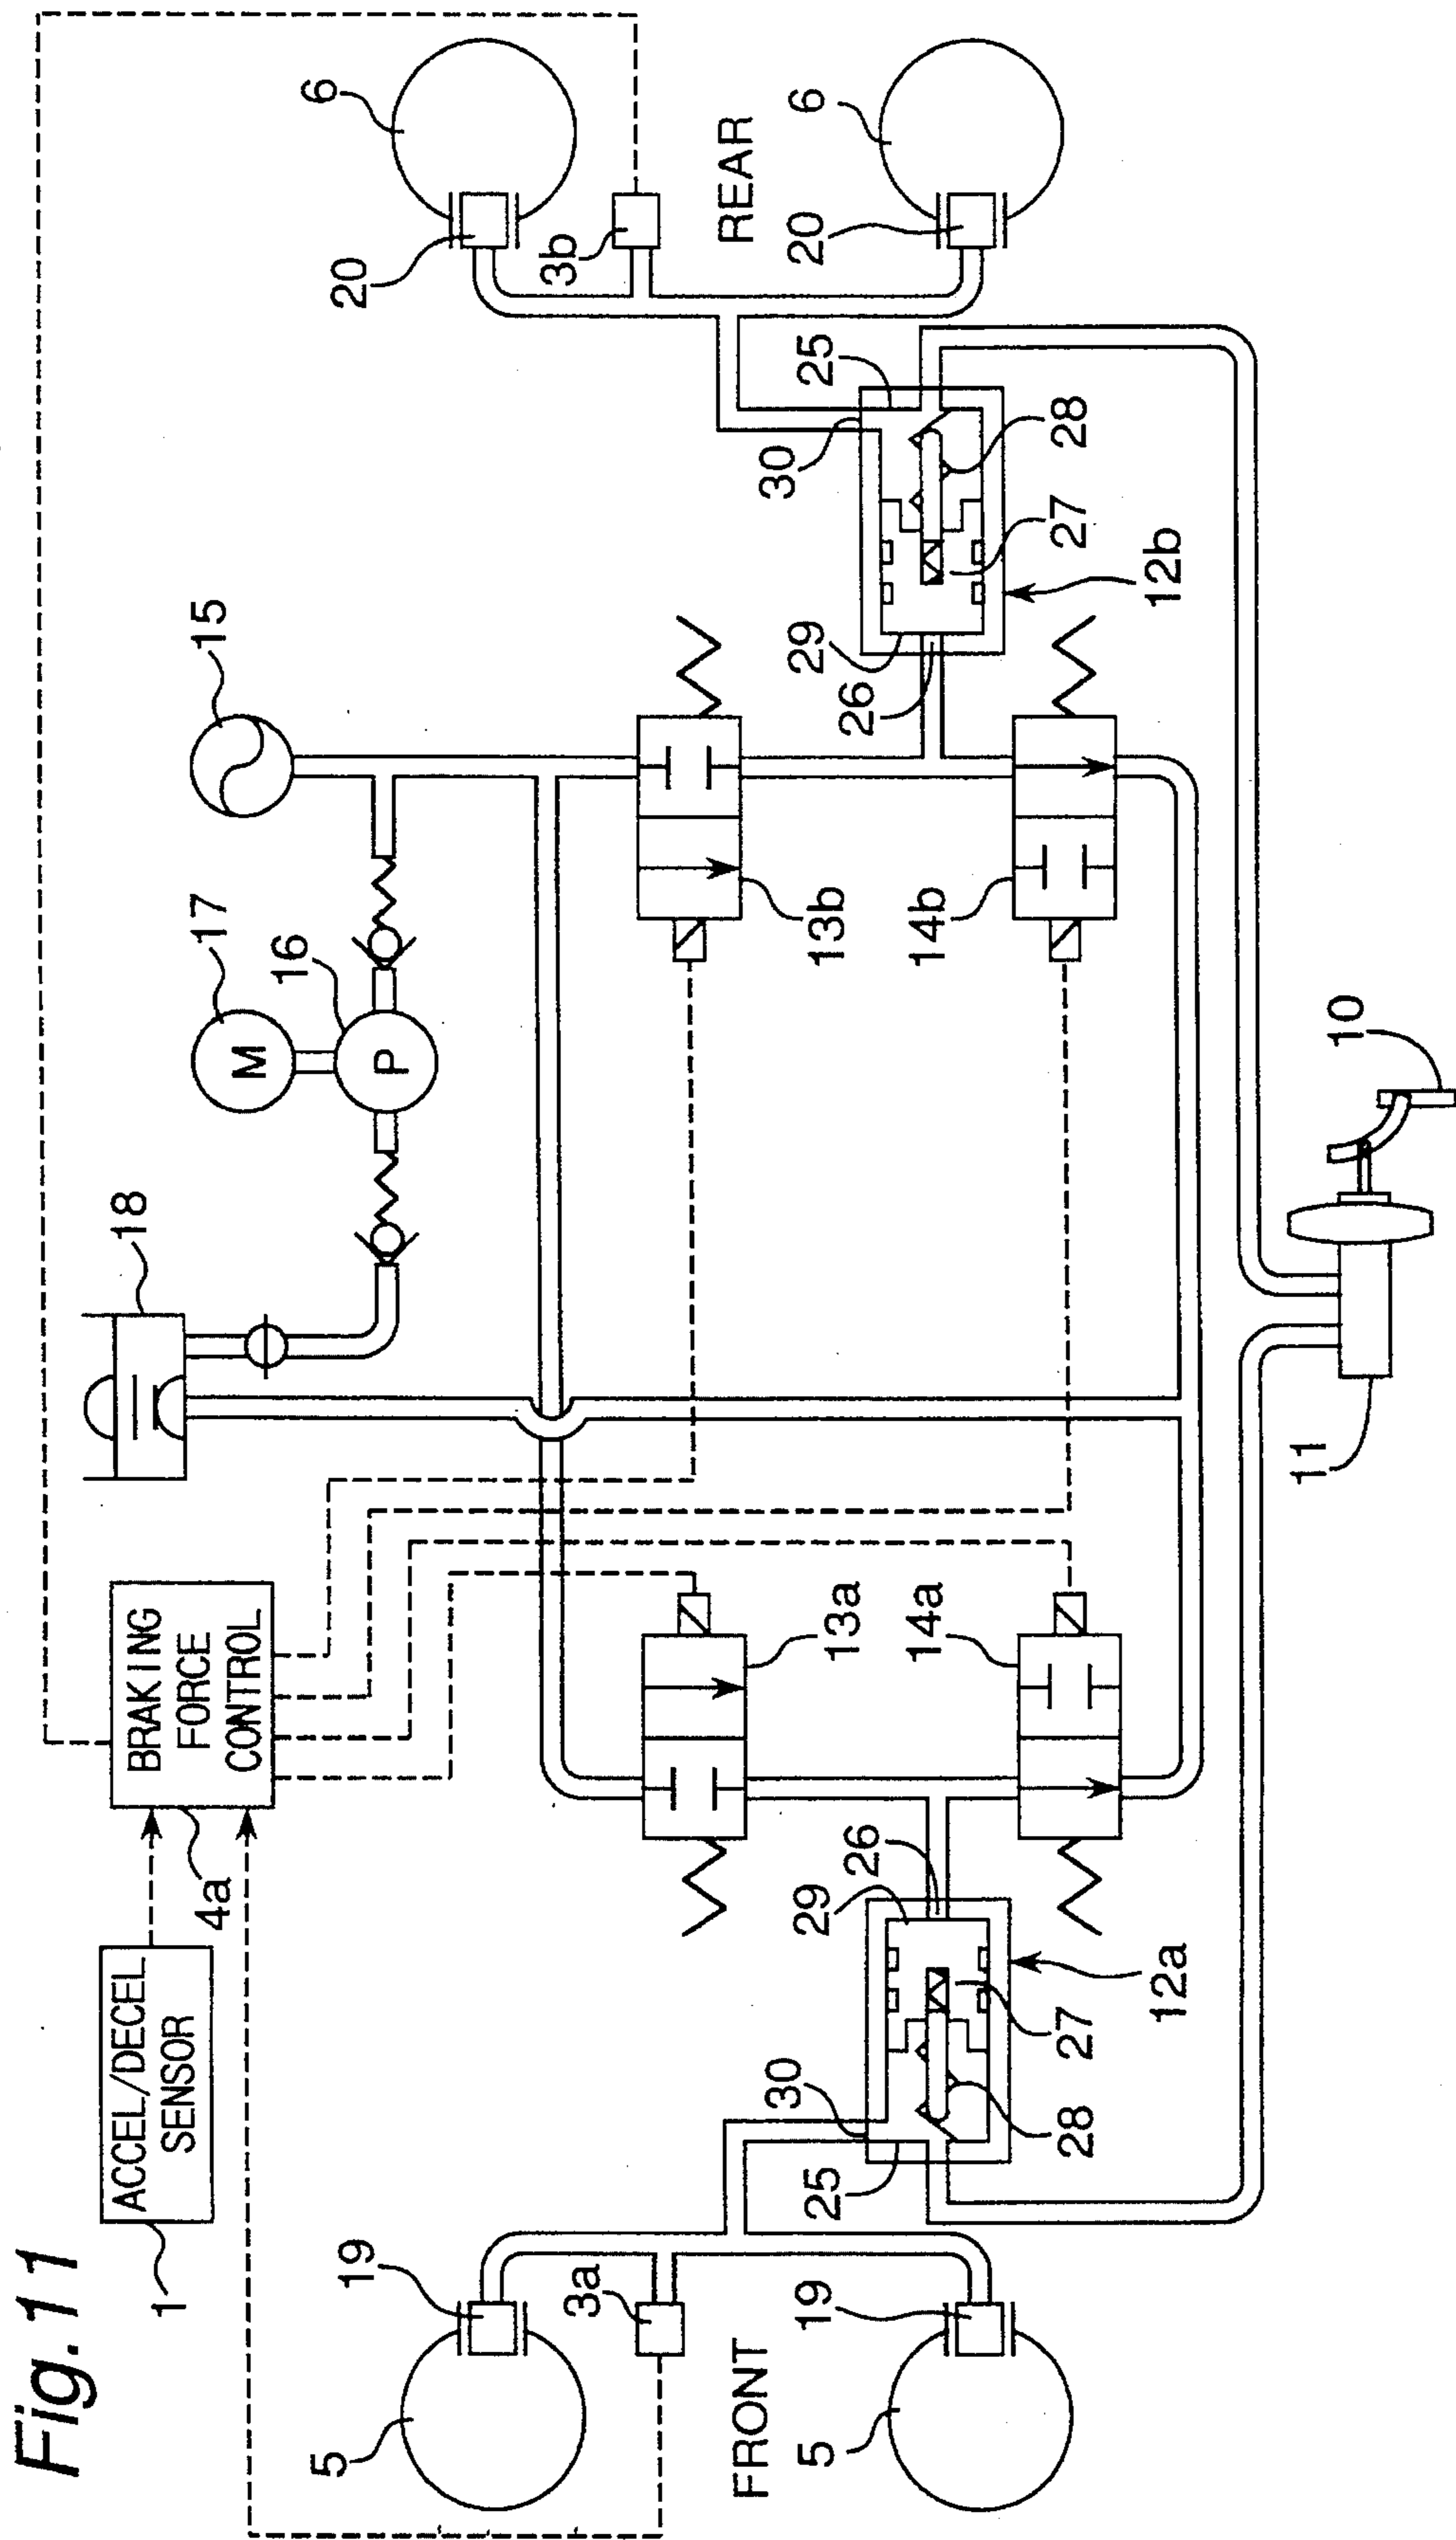 Fig.11
ACCEL/DECEL
SENSOR
1
BRAKING
FORCE
CONTROL
4a
18
17
M
16
P
15
6
20
3b
REAR
6
20
25
30
28
27
12b
29
26
13b
14b
13a
14a
26
29
12a
27
28
30
25
19
3a
19
5
FRONT
5
10
11